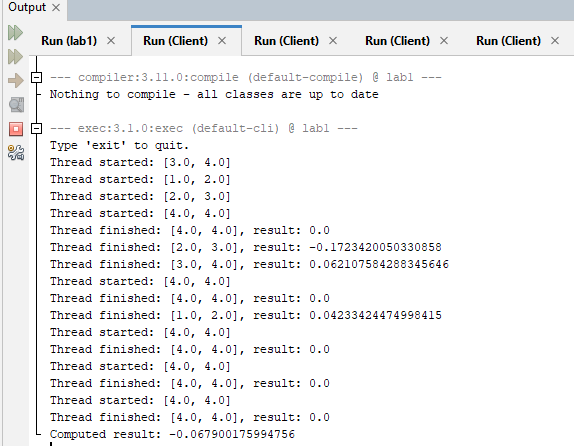 Output ×
Run (lab1) ×
Run (Client) ×
Run (Client) ×
Run (Client) ×
Run (Client) ×
--- compiler:3.11.0:compile (default-compile) @ lab1 ---
Nothing to compile - all classes are up to date
--- exec:3.1.0:exec (default-cli) @ lab1 ---
Type 'exit' to quit.
Thread started: [3.0, 4.0]
Thread started: [1.0, 2.0]
Thread started: [2.0, 3.0]
Thread started: [4.0, 4.0]
Thread finished: [4.0, 4.0], result: 0.0
Thread finished: [2.0, 3.0], result: -0.1723420050330858
Thread finished: [3.0, 4.0], result: 0.062107584288345646
Thread started: [4.0, 4.0]
Thread finished: [4.0, 4.0], result: 0.0
Thread finished: [1.0, 2.0], result: 0.04233424474998415
Thread started: [4.0, 4.0]
Thread finished: [4.0, 4.0], result: 0.0
Thread started: [4.0, 4.0]
Thread finished: [4.0, 4.0], result: 0.0
Thread started: [4.0, 4.0]
Thread finished: [4.0, 4.0], result: 0.0
Computed result: -0.067900175994756